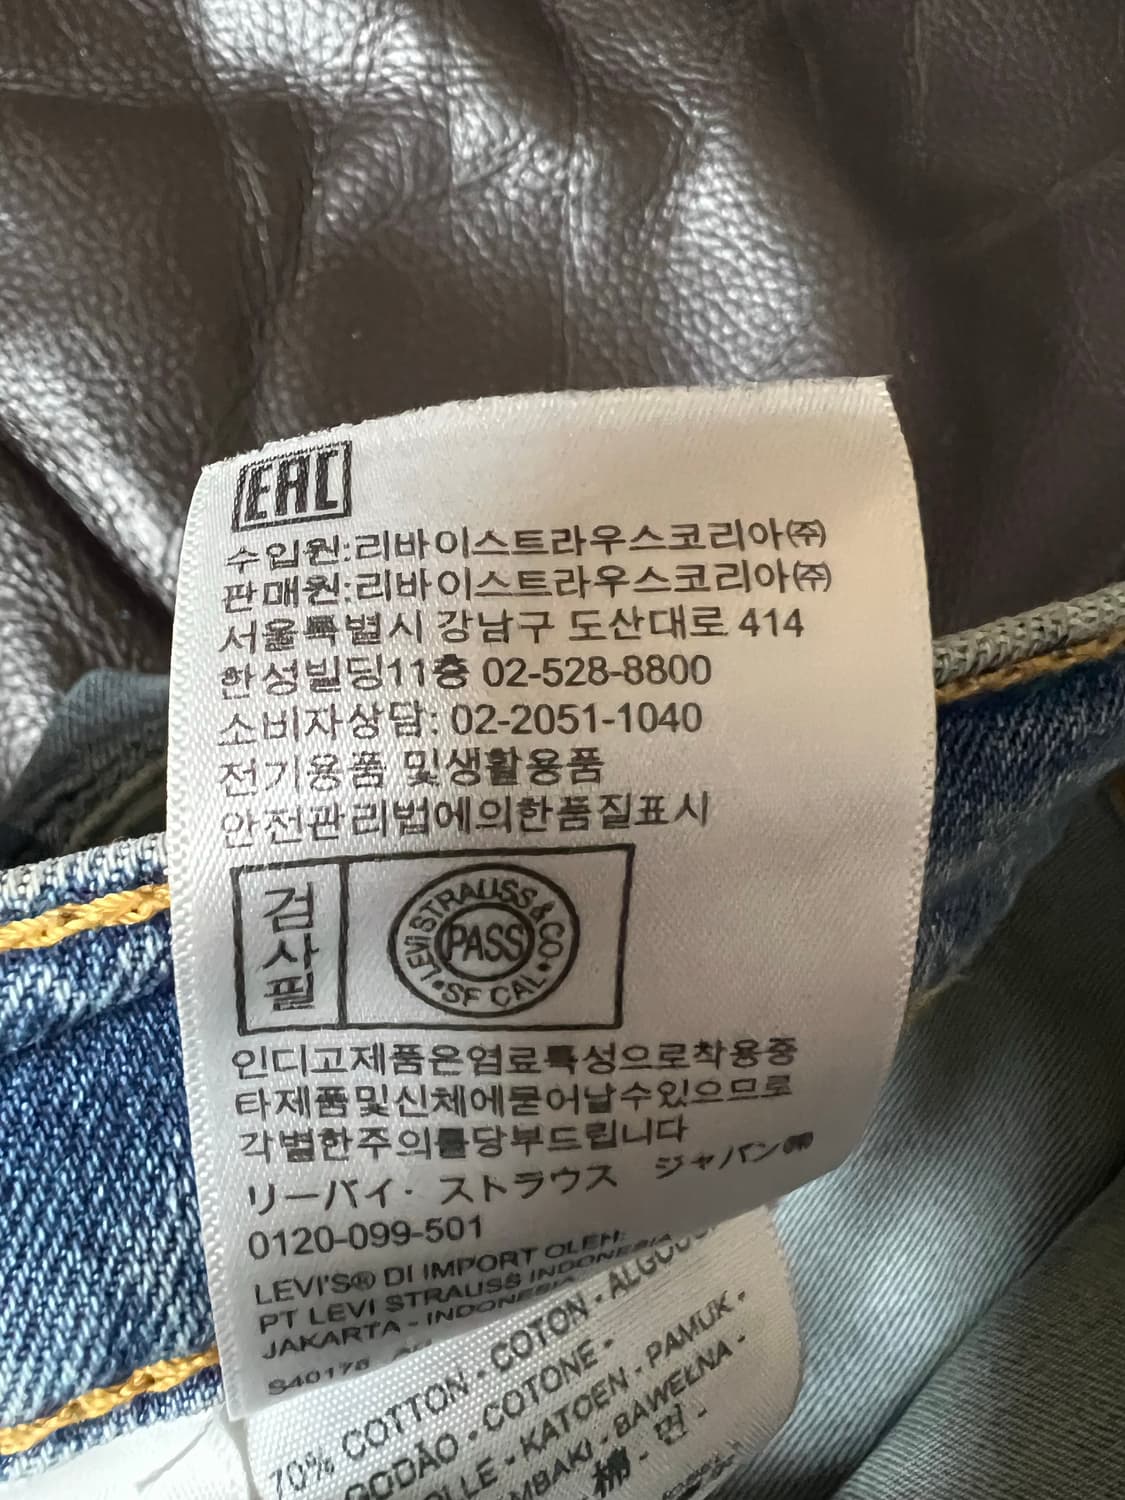 EAC
수입원:리바이스트라우스코리아㈜
판매원:리바이스트라우스코리아㈜
서울특별시 강남구 도산대로 414
한성빌딩11층 02-528-8800
소비자상담: 02-2051-1040
전기용품 및생활용품
안전관리법에의한품질표시
검사필
LEVI STRAUSS & CO • SF CAL •
PASS
인디고제품은염료특성으로착용중
타제품및신체에묻어날수있으므로
각별한주의를당부드립니다
リーバイ・ストラウス ジャパン㈱
0120-099-501
LEVI'S® DI IMPORT OLEH:
PT LEVI STRAUSS INDONESIA
JAKARTA - INDONESIA
S40178
70% COTTON - COTON - ALGOD
GODÃO - COTONE -
OLLE - KATOEN - PAMUK -
MBAKI - BAWEŁNA -
棉 - 면 -